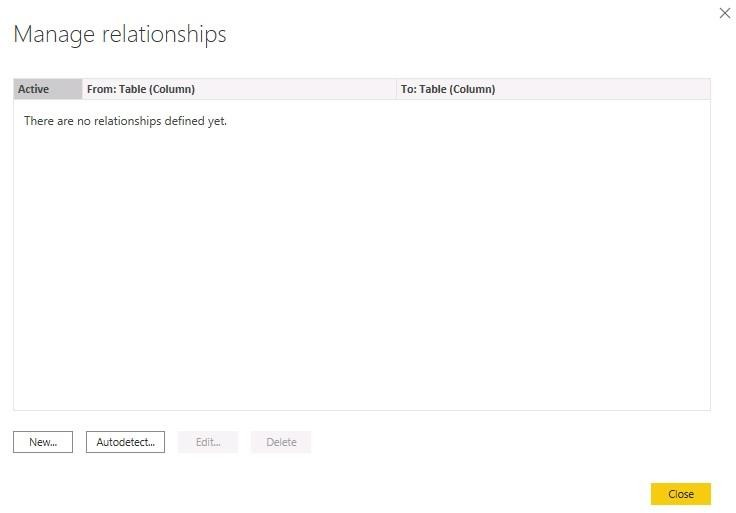 Manage relationships
Active From: Table (Column) To: Table (Column)
There are no relationships defined yet.
New... Autodetect... Edit... Delete
Close